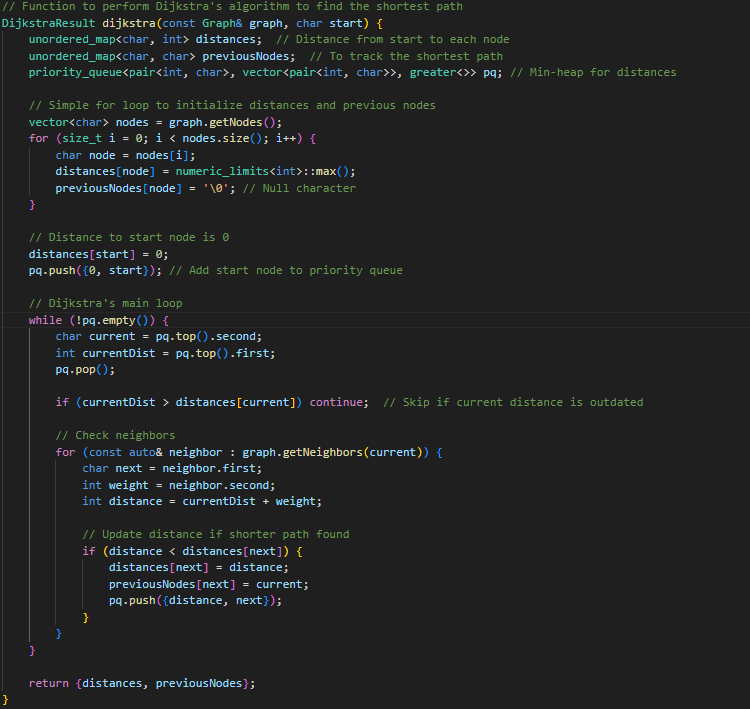 // Function to perform Dijkstra's algorithm to find the shortest path
DijkstraResult dijkstra(const Graph& graph, char start) {
    unordered_map<char, int> distances;  // Distance from start to each node
    unordered_map<char, char> previousNodes;  // To track the shortest path
    priority_queue<pair<int, char>, vector<pair<int, char>>, greater<>> pq; // Min-heap for distances

    // Simple for loop to initialize distances and previous nodes
    vector<char> nodes = graph.getNodes();
    for (size_t i = 0; i < nodes.size(); i++) {
        char node = nodes[i];
        distances[node] = numeric_limits<int>::max();
        previousNodes[node] = '\0'; // Null character
    }

    // Distance to start node is 0
    distances[start] = 0;
    pq.push({0, start}); // Add start node to priority queue

    // Dijkstra's main loop
    while (!pq.empty()) {
        char current = pq.top().second;
        int currentDist = pq.top().first;
        pq.pop();

        if (currentDist > distances[current]) continue;  // Skip if current distance is outdated

        // Check neighbors
        for (const auto& neighbor : graph.getNeighbors(current)) {
            char next = neighbor.first;
            int weight = neighbor.second;
            int distance = currentDist + weight;

            // Update distance if shorter path found
            if (distance < distances[next]) {
                distances[next] = distance;
                previousNodes[next] = current;
                pq.push({distance, next});
            }
        }
    }

    return {distances, previousNodes};
}